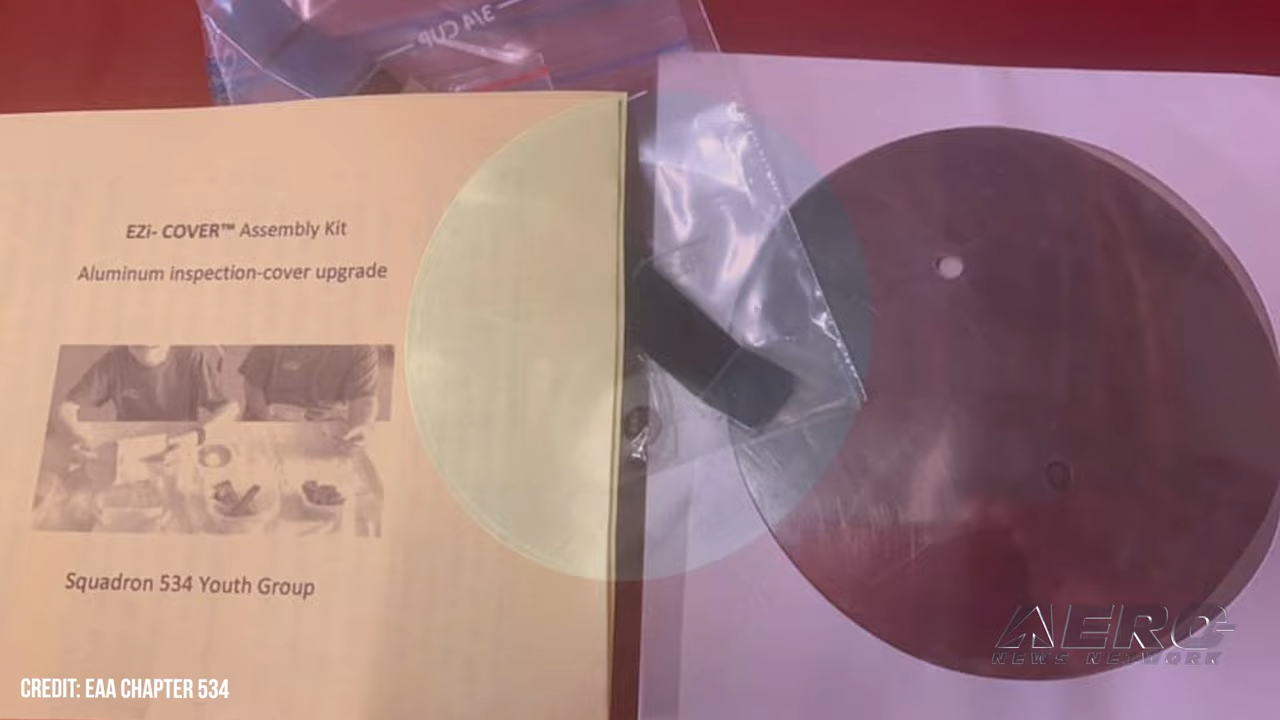 3/4 CUP
EZi- COVER™ Assembly Kit
Aluminum inspection-cover upgrade
Squadron 534 Youth Group
AERO
NEWS NETWORK
CREDIT: EAA CHAPTER 534